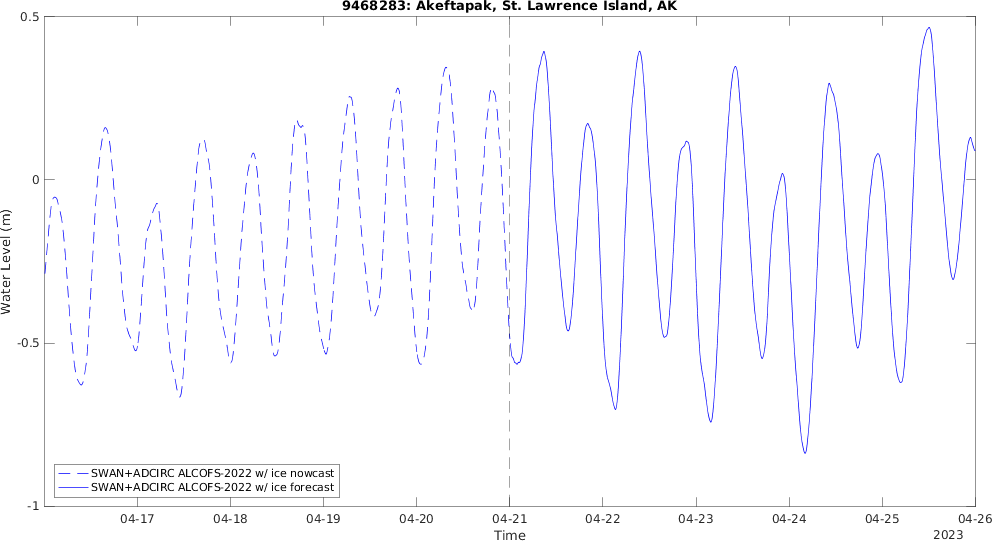 9468283: Akeftapak, St. Lawrence Island, AK
0.5
0
-0.5
-1
Water Level (m)
SWAN+ADCIRC ALCOFS-2022 w/ ice nowcast
SWAN+ADCIRC ALCOFS-2022 w/ ice forecast
04-17 04-18 04-19 04-20 04-21 04-22 04-23 04-24 04-25 04-26
Time
2023